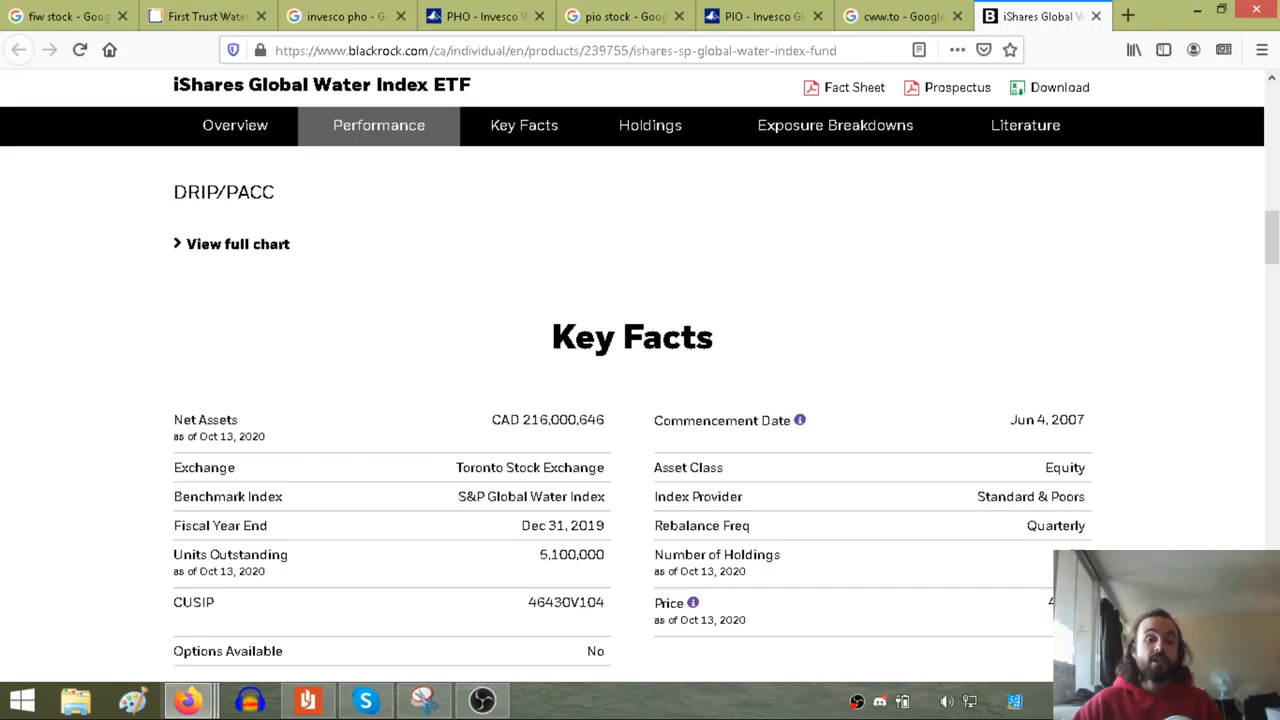 fiw stock - Goog
First Trust Water
invesco pho - G
PHO - Invesco W
pio stock - Goog
PIO - Invesco Gl
cww.to - Google
iShares Global W
https://www.blackrock.com/ca/individual/en/products/239755/ishares-sp-global-water-index-fund
iShares Global Water Index ETF
Fact Sheet
Prospectus
Download
Overview
Performance
Key Facts
Holdings
Exposure Breakdowns
Literature
DRIP/PACC
View full chart
Key Facts
Net Assets CAD 216,000,646
as of Oct 13, 2020
Exchange Toronto Stock Exchange
Benchmark Index S&P Global Water Index
Fiscal Year End Dec 31, 2019
Units Outstanding 5,100,000
as of Oct 13, 2020
CUSIP 46430V104
Options Available No
Commencement Date Jun 4, 2007
Asset Class Equity
Index Provider Standard & Poors
Rebalance Freq Quarterly
Number of Holdings
as of Oct 13, 2020
Price 4
as of Oct 13, 2020